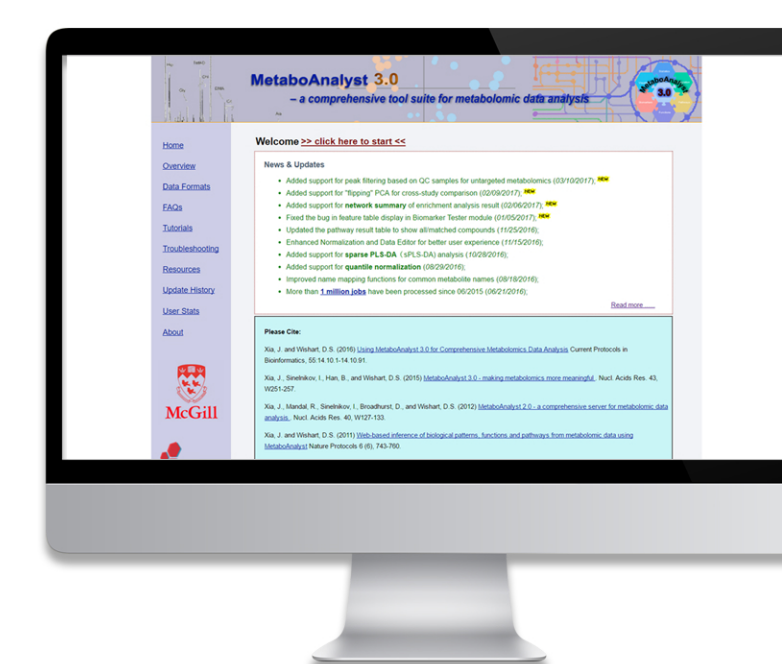 MetaboAnalyst 3.0
– a comprehensive tool suite for metabolomic data analysis
MetaboAnalyst
3.0
Home
Overview
Data Formats
FAQs
Tutorials
Troubleshooting
Resources
Update History
User Stats
About
McGill
Welcome >> click here to start <<
News & Updates
• Added support for peak filtering based on QC samples for untargeted metabolomics (03/10/2017); NEW
• Added support for "flipping" PCA for cross-study comparison (02/09/2017); NEW
• Added support for network summary of enrichment analysis result (02/06/2017); NEW
• Fixed the bug in feature table display in Biomarker Tester module (01/05/2017); NEW
• Updated the pathway result table to show all/matched compounds (11/25/2016);
• Enhanced Normalization and Data Editor for better user experience (11/15/2016);
• Added support for sparse PLS-DA (sPLS-DA) analysis (10/28/2016);
• Added support for quantile normalization (08/29/2016);
• Improved name mapping functions for common metabolite names (08/18/2016);
• More than 1 million jobs have been processed since 06/2015 (06/21/2016);
Read more ......
Please Cite:
Xia, J. and Wishart, D.S. (2016) Using MetaboAnalyst 3.0 for Comprehensive Metabolomics Data Analysis Current Protocols in
Bioinformatics, 55:14.10.1-14.10.91.
Xia, J., Sinelnikov, I., Han, B., and Wishart, D.S. (2015) MetaboAnalyst 3.0 - making metabolomics more meaningful . Nucl. Acids Res. 43,
W251-257.
Xia, J., Mandal, R., Sinelnikov, I., Broadhurst, D., and Wishart, D.S. (2012) MetaboAnalyst 2.0 - a comprehensive server for metabolomic data
analysis . Nucl. Acids Res. 40, W127-133.
Xia, J. and Wishart, D.S. (2011) Web-based inference of biological patterns, functions and pathways from metabolomic data using
MetaboAnalyst Nature Protocols 6 (6), 743-760.